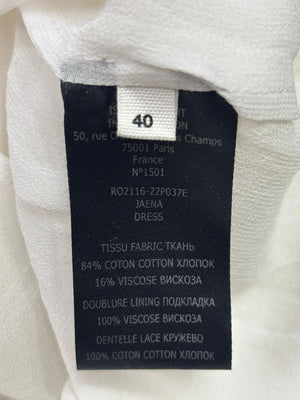 40
50, rue Champs
75001 Paris
France
N°1501
RO2116-22P037E
JAENA
DRESS
TISSU FABRIC ТКАНЬ
84% COTON COTTON ХЛОПОК
16% VISCOSE ВИСКОЗА
DOUBLURE LINING ПОДКЛАДКА
100% VISCOSE ВИСКОЗА
DENTELLE LACE КРУЖЕВО
100% COTON COTTON ХЛОПОК